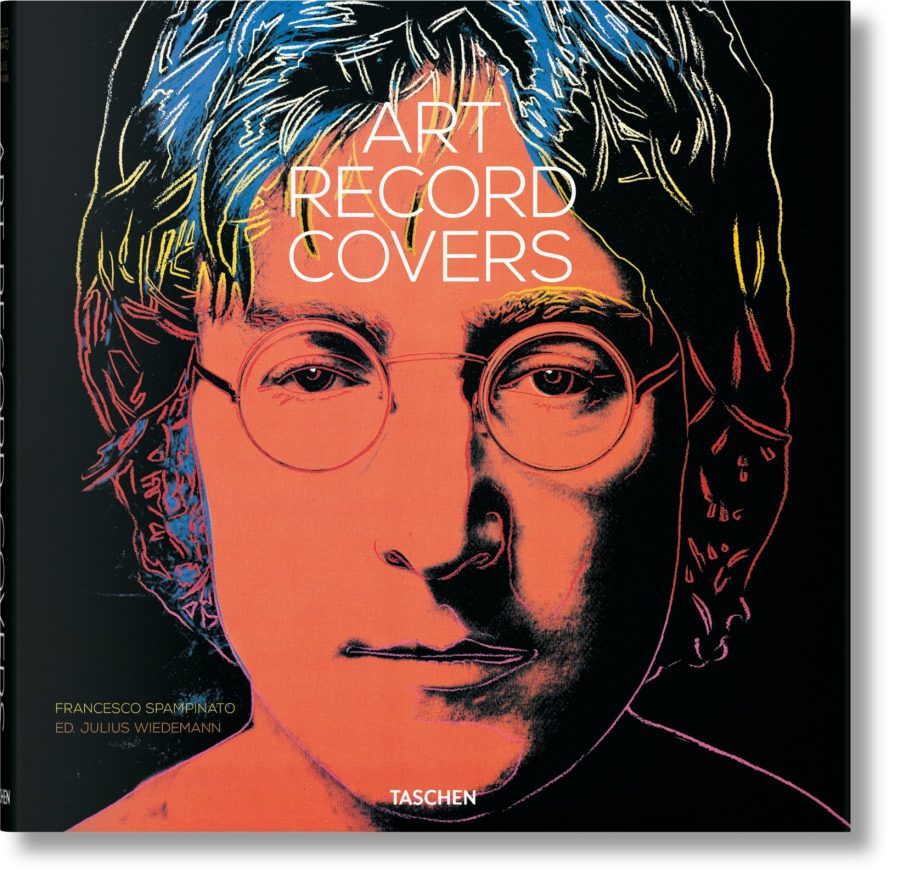 ART
RECORD
COVERS
FRANCESCO SPAMPINATO
ED. JULIUS WIEDEMANN
TASCHEN